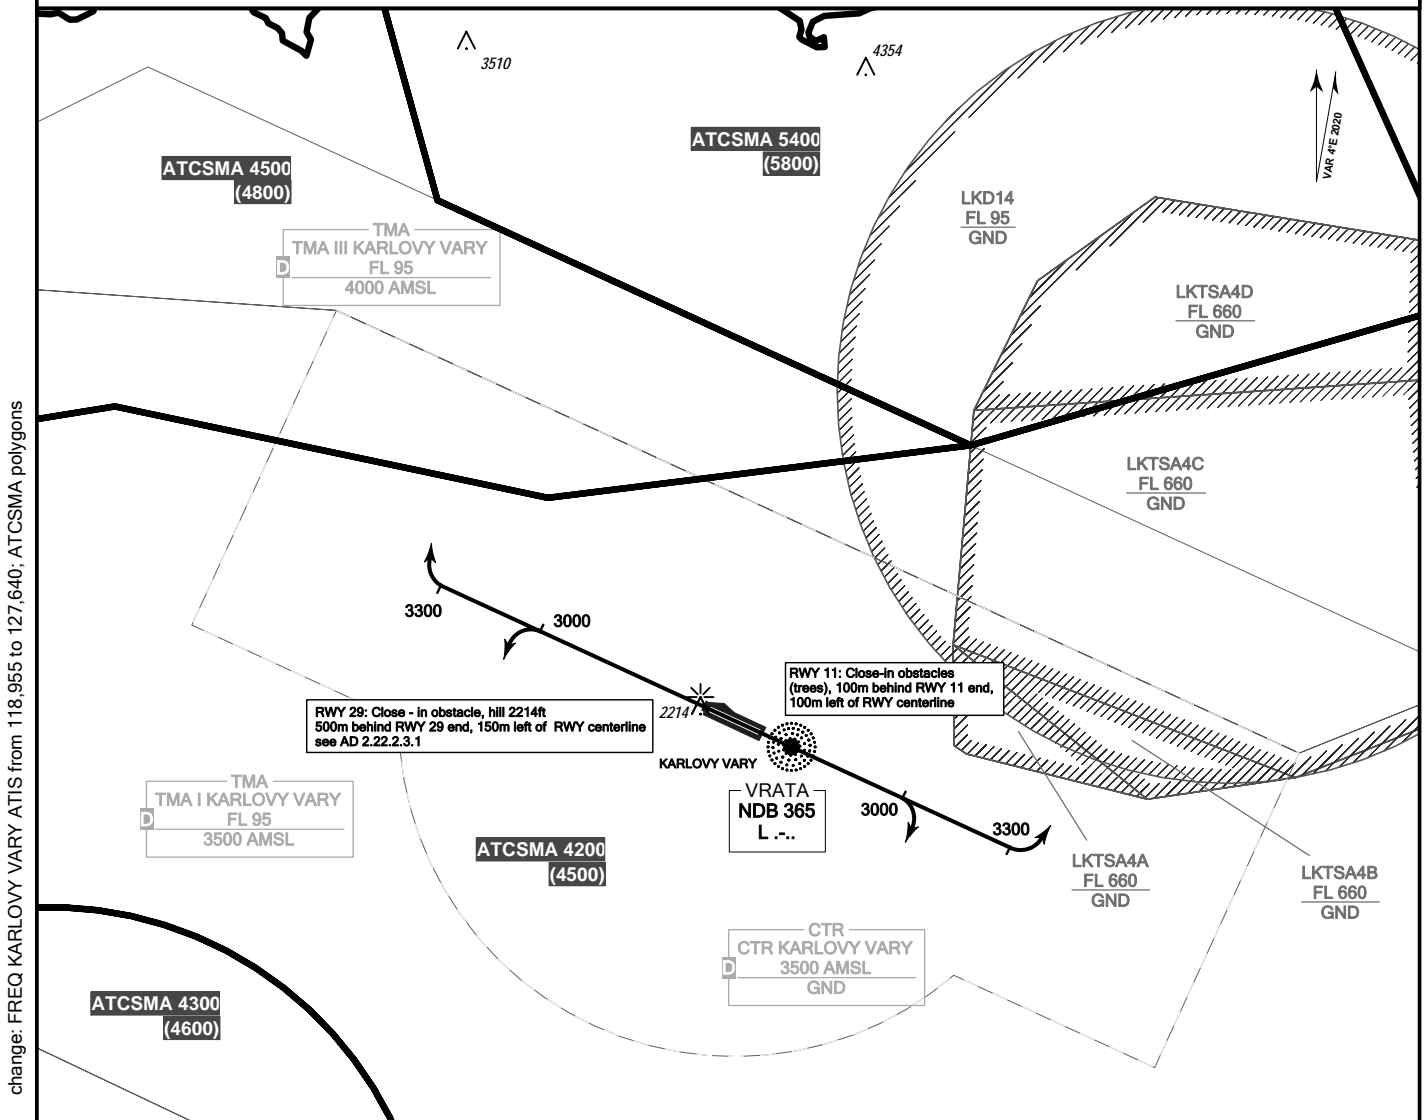 change: FREQ KARLOVY VARY ATIS from 118,955 to 127,640; ATCSMA polygons
3510
4354
VAR 4°E 2020
ATCSMA 5400
(5800)
ATCSMA 4500
(4800)
LKD14
FL 95
GND
TMA
TMA III KARLOVY VARY
FL 95
4000 AMSL
D
LKTSA4D
FL 660
GND
LKTSA4C
FL 660
GND
3300
3000
RWY 11: Close-in obstacles
(trees), 100m behind RWY 11 end,
100m left of RWY centerline
RWY 29: Close - in obstacle, hill 2214ft
500m behind RWY 29 end, 150m left of RWY centerline
see AD 2.22.2.3.1
2214
KARLOVY VARY
VRATA
NDB 365
L .-..
3000
3300
TMA
TMA I KARLOVY VARY
FL 95
3500 AMSL
D
ATCSMA 4200
(4500)
LKTSA4A
FL 660
GND
LKTSA4B
FL 660
GND
CTR
CTR KARLOVY VARY
3500 AMSL
GND
D
ATCSMA 4300
(4600)